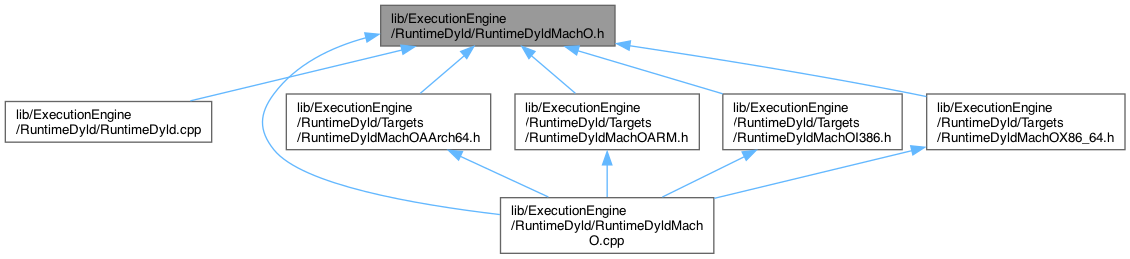 lib/ExecutionEngine
/RuntimeDyld/RuntimeDyldMachO.h
lib/ExecutionEngine
/RuntimeDyld/RuntimeDyld.cpp
lib/ExecutionEngine
/RuntimeDyld/Targets
/RuntimeDyldMachOAArch64.h
lib/ExecutionEngine
/RuntimeDyld/Targets
/RuntimeDyldMachOARM.h
lib/ExecutionEngine
/RuntimeDyld/Targets
/RuntimeDyldMachOI386.h
lib/ExecutionEngine
/RuntimeDyld/Targets
/RuntimeDyldMachOX86_64.h
lib/ExecutionEngine
/RuntimeDyld/RuntimeDyldMach
O.cpp